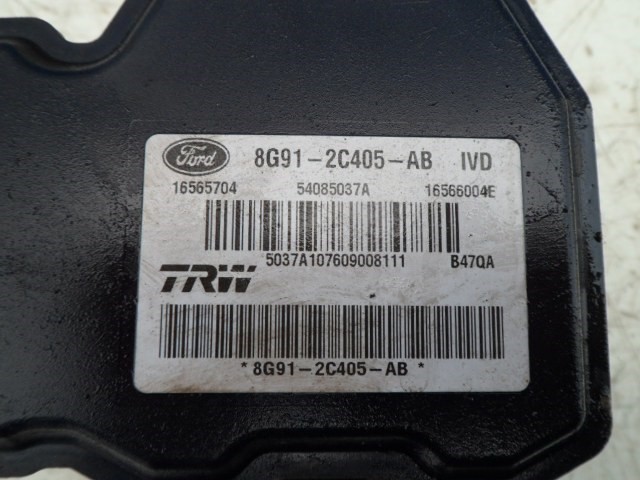 Ford 8G91-2C405-AB IVD
16565704 54085037A 16566004E
5037A107609008111 B47QA
TRW
*8G91-2C405-AB*